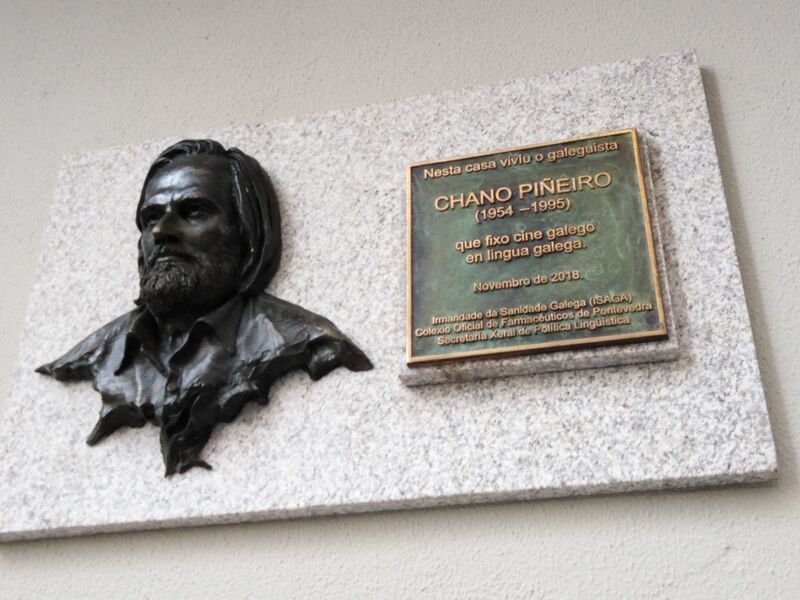 Nesta casa viviu o galeguista
CHANO PIÑEIRO
(1954 – 1995)
que fixo cine galego
en lingua galega.
Novembro de 2018.
Irmandade da Sanidade Galega (ISAGA)
Colexio Oficial de Farmacéuticos de Pontevedra
Secretaría Xeral de Política Lingüística